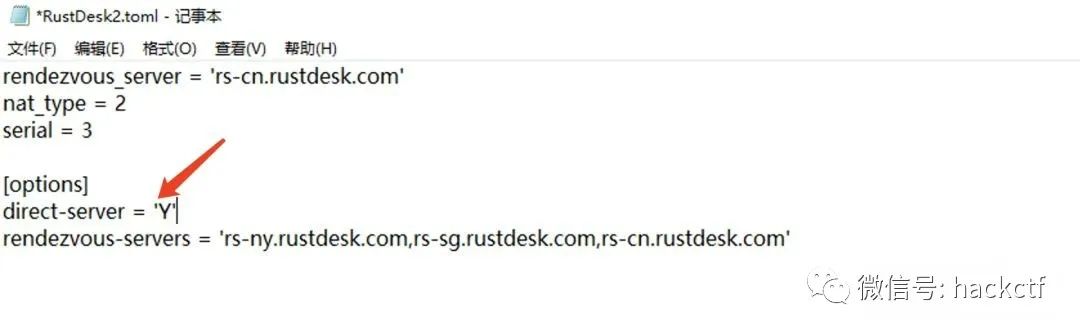 *RustDesk2.toml - 记事本
文件(F) 编辑(E) 格式(O) 查看(V) 帮助(H)
rendezvous_server = 'rs-cn.rustdesk.com'
nat_type = 2
serial = 3
[options]
direct-server = 'Y'
rendezvous-servers = 'rs-ny.rustdesk.com,rs-sg.rustdesk.com,rs-cn.rustdesk.com'
微信号: hackctf